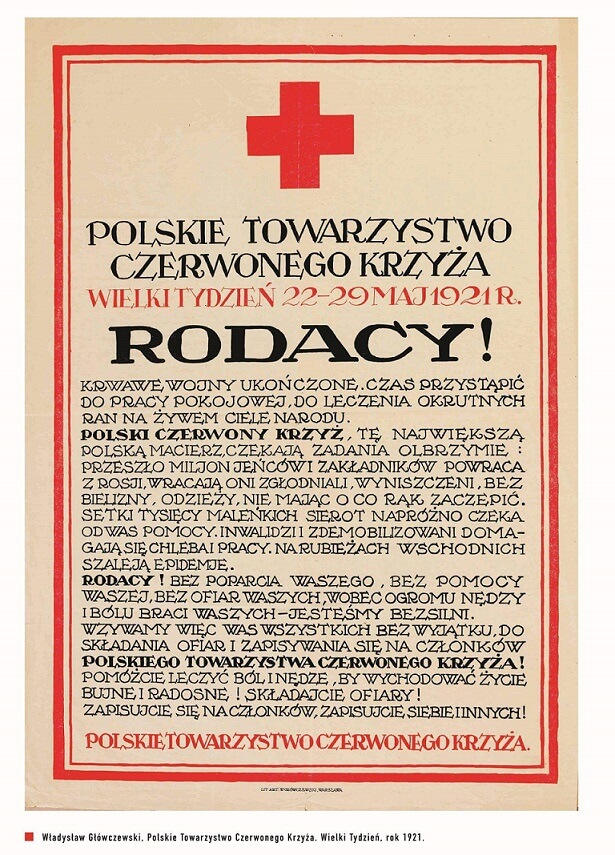 POLSKIE TOWARZYSTWO
CZERWONEGO KRZYŻA
WIELKI TYDZIEŃ 22–29 MAJ 1921 R.
RODACY!
KRWAWE WOJNY UKOŃCZONE. CZAS PRZYSTĄPIĆ
DO PRACY POKOJOWEJ, DO LECZENIA OKRUTNYCH
RAN NA ŻYWEM CIELE NARODU.
POLSKI CZERWONY KRZYŻ, TĘ NAJWIĘKSZĄ
POLSKĄ MACIERZ, CZEKAJĄ ZADANIA OLBRZYMIE :
PRZESZŁO MILJON JEŃCÓW I ZAKŁADNIKÓW POWRACA
Z ROSJI, WRACAJĄ ONI ZGŁODNIALI, WYNISZCZENI, BEZ
BIELIZNY, ODZIEŻY, NIE MAJĄC O CO RĄK ZACZEPIĆ.
SETKI TYSIĘCY MALEŃKICH SIEROT NAPRÓŻNO CZEKA
OD WAS POMOCY. INWALIDZI I ZDEMOBILIZOWANI DOMA-
GAJĄ SIĘ CHLEBA I PRACY. NA RUBIEŻACH WSCHODNICH
SZALEJĄ EPIDEMJE.
RODACY ! BEZ POPARCIA WASZEGO, BEZ POMOCY
WASZEJ, BEZ OFIAR WASZYCH, WOBEC OGROMU NĘDZY
I BÓLU BRACI WASZYCH – JESTEŚMY BEZSILNI.
WZYWAMY WIĘC WAS WSZYSTKICH BEZ WYJĄTKU, DO
SKŁADANIA OFIAR I ZAPISYWANIA SIĘ NA CZŁONKÓW
POLSKIEGO TOWARZYSTWA CZERWONEGO KRZYŻA!
POMÓŻCIE LECZYĆ BÓL I NĘDZĘ, BY WYCHODOWAĆ ŻYCIE
BUJNE I RADOSNE ! SKŁADAJCIE OFIARY!
ZAPISUJCIE SIĘ NA CZŁONKÓW, ZAPISUJCIE SIEBIE I INNYCH!
POLSKIE TOWARZYSTWO CZERWONEGO KRZYŻA.
Władysław Główczewski, Polskie Towarzystwo Czerwonego Krzyża. Wielki Tydzień, rok 1921.